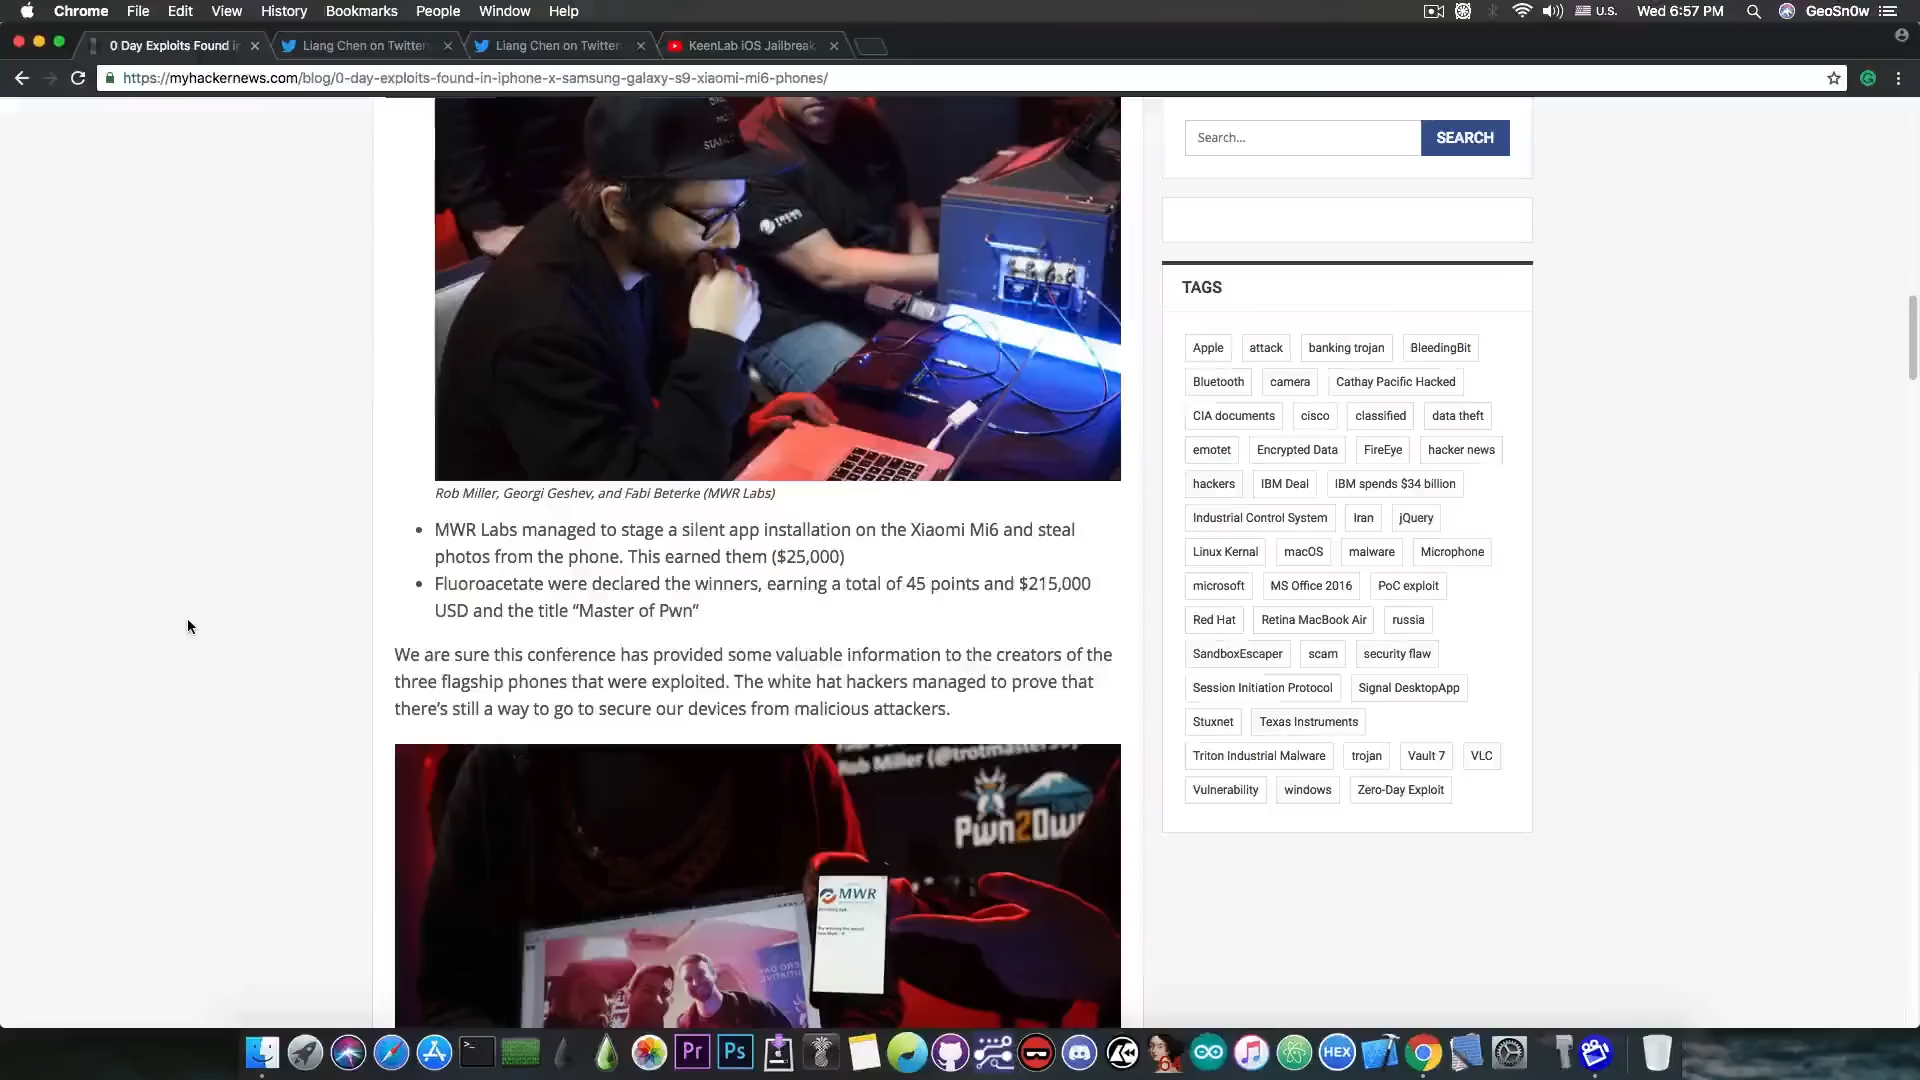 Chrome File Edit View History Bookmarks People Window Help U.S. Wed 6:57 PM GeoSn0w
0 Day Exploits Found in Liang Chen on Twitter Liang Chen on Twitter KeenLab iOS Jailbreak
https://myhackernews.com/blog/0-day-exploits-found-in-iphone-x-samsung-galaxy-s9-xiaomi-mi6-phones/
Search...
SEARCH
Rob Miller, Georgi Geshev, and Fabi Beterke (MWR Labs)
• MWR Labs managed to stage a silent app installation on the Xiaomi Mi6 and steal
photos from the phone. This earned them ($25,000)
• Fluoroacetate were declared the winners, earning a total of 45 points and $215,000
USD and the title “Master of Pwn”
We are sure this conference has provided some valuable information to the creators of the
three flagship phones that were exploited. The white hat hackers managed to prove that
there’s still a way to go to secure our devices from malicious attackers.
Rob Miller
Pwn2Ow
MWR
TAGS
Apple attack banking trojan BleedingBit
Bluetooth camera Cathay Pacific Hacked
CIA documents cisco classified data theft
emotet Encrypted Data FireEye hacker news
hackers IBM Deal IBM spends $34 billion
Industrial Control System Iran jQuery
Linux Kernal macOS malware Microphone
microsoft MS Office 2016 PoC exploit
Red Hat Retina MacBook Air russia
SandboxEscaper scam security flaw
Session Initiation Protocol Signal DesktopApp
Stuxnet Texas Instruments
Triton Industrial Malware trojan Vault 7 VLC
Vulnerability windows Zero-Day Exploit
Pr Ps HEX